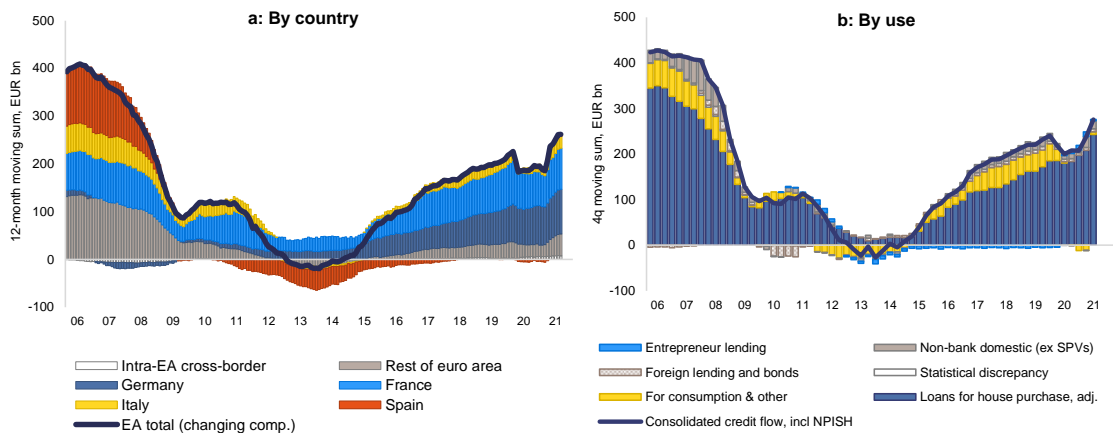 a: By country
12-month moving sum, EUR bn
500
400
300
200
100
0
-100
06 07 08 09 10 11 12 13 14 15 16 17 18 19 20 21
Intra-EA cross-border
Rest of euro area
Germany
France
Italy
Spain
EA total (changing comp.)
b: By use
4q moving sum, EUR bn
500
400
300
200
100
0
-100
06 07 08 09 10 11 12 13 14 15 16 17 18 19 20 21
Entrepreneur lending
Non-bank domestic (ex SPVs)
Foreign lending and bonds
Statistical discrepancy
For consumption & other
Loans for house purchase, adj.
Consolidated credit flow, incl NPISH